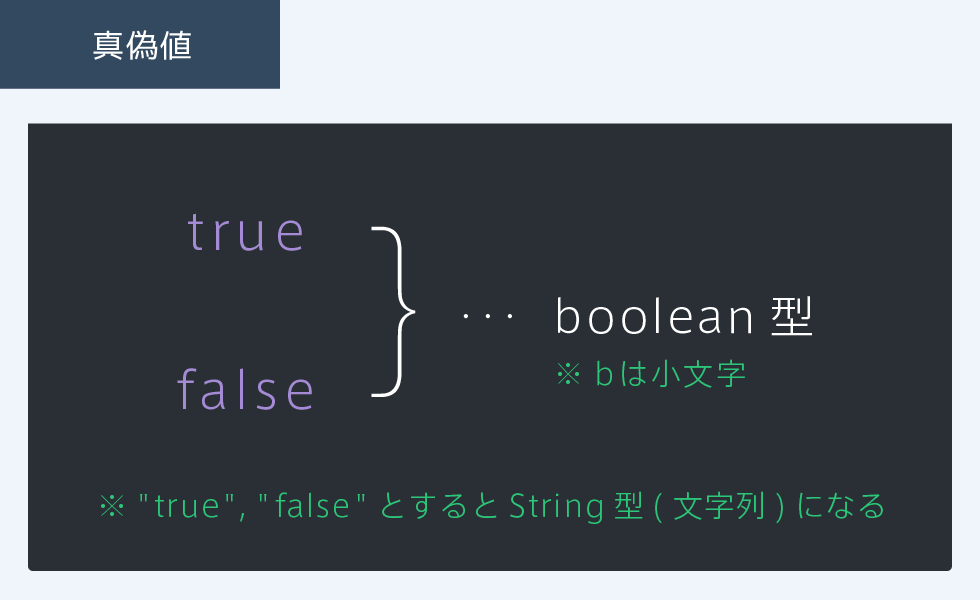 真偽値
true
false
･･･ boolean 型
※ bは小文字
※ "true", "false" とするとString 型 ( 文字列 ) になる